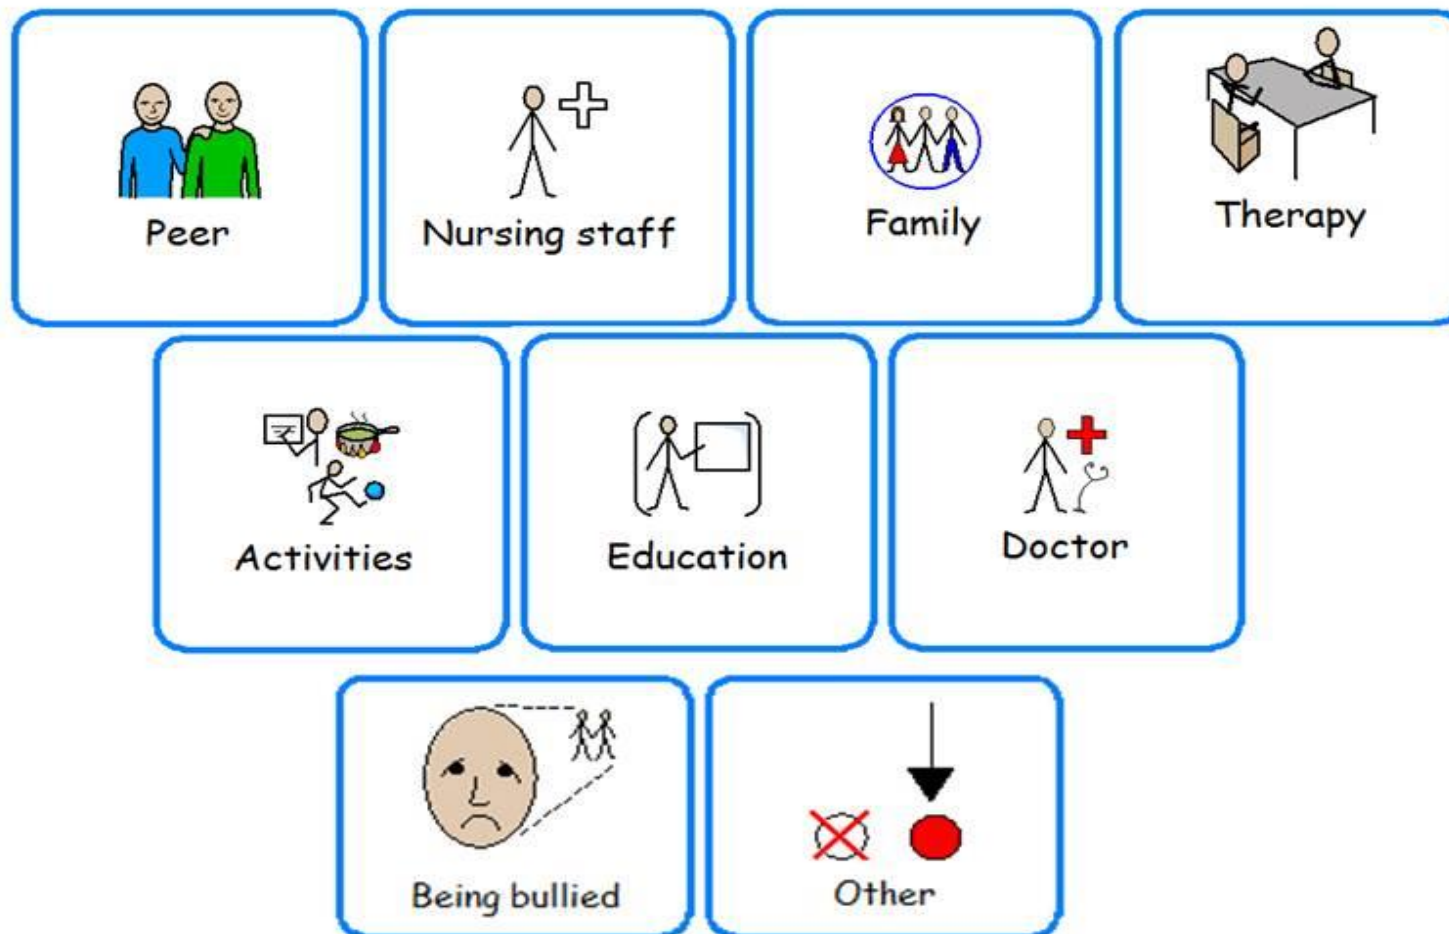 Peer
Nursing staff
Family
Therapy
Activities
Education
Doctor
Being bullied
Other